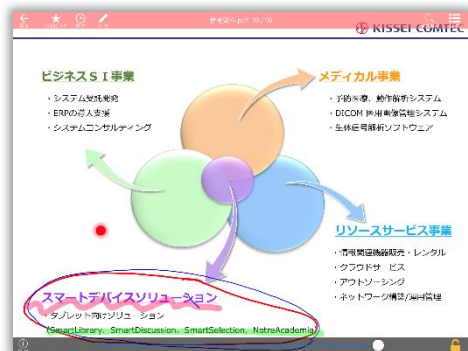 参考資料.pdf 10 / 10
KISSEI COMTEC
ビジネスＳＩ事業
・システム受託開発
・ERPの導入支援
・システムコンサルティング
メディカル事業
・予防医療、動作解析システム
・DICOM 医用画像管理システム
・生体信号解析ソフトウェア
リソースサービス事業
・情報関連機器販売・レンタル
・クラウドサービス
・アウトソーシング
・ネットワーク構築/運用管理
スマートデバイスソリューション
・タブレット向けソリューション
(SmartLibrary、SmartDiscussion、SmartSelection、NotreAcademia)